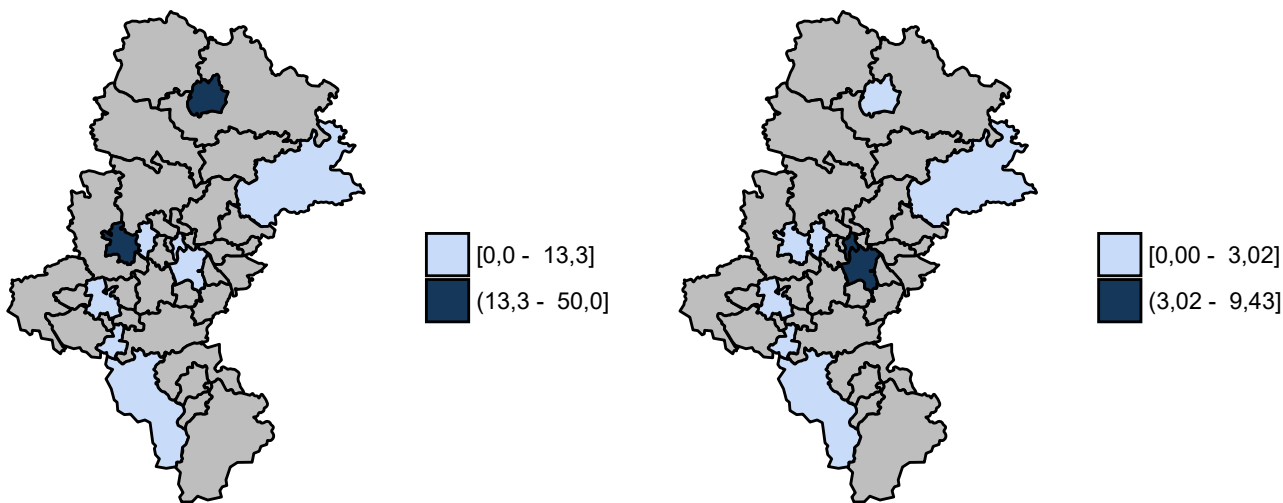 [0,0 - 13,3]
(13,3 - 50,0]
[0,00 - 3,02]
(3,02 - 9,43]